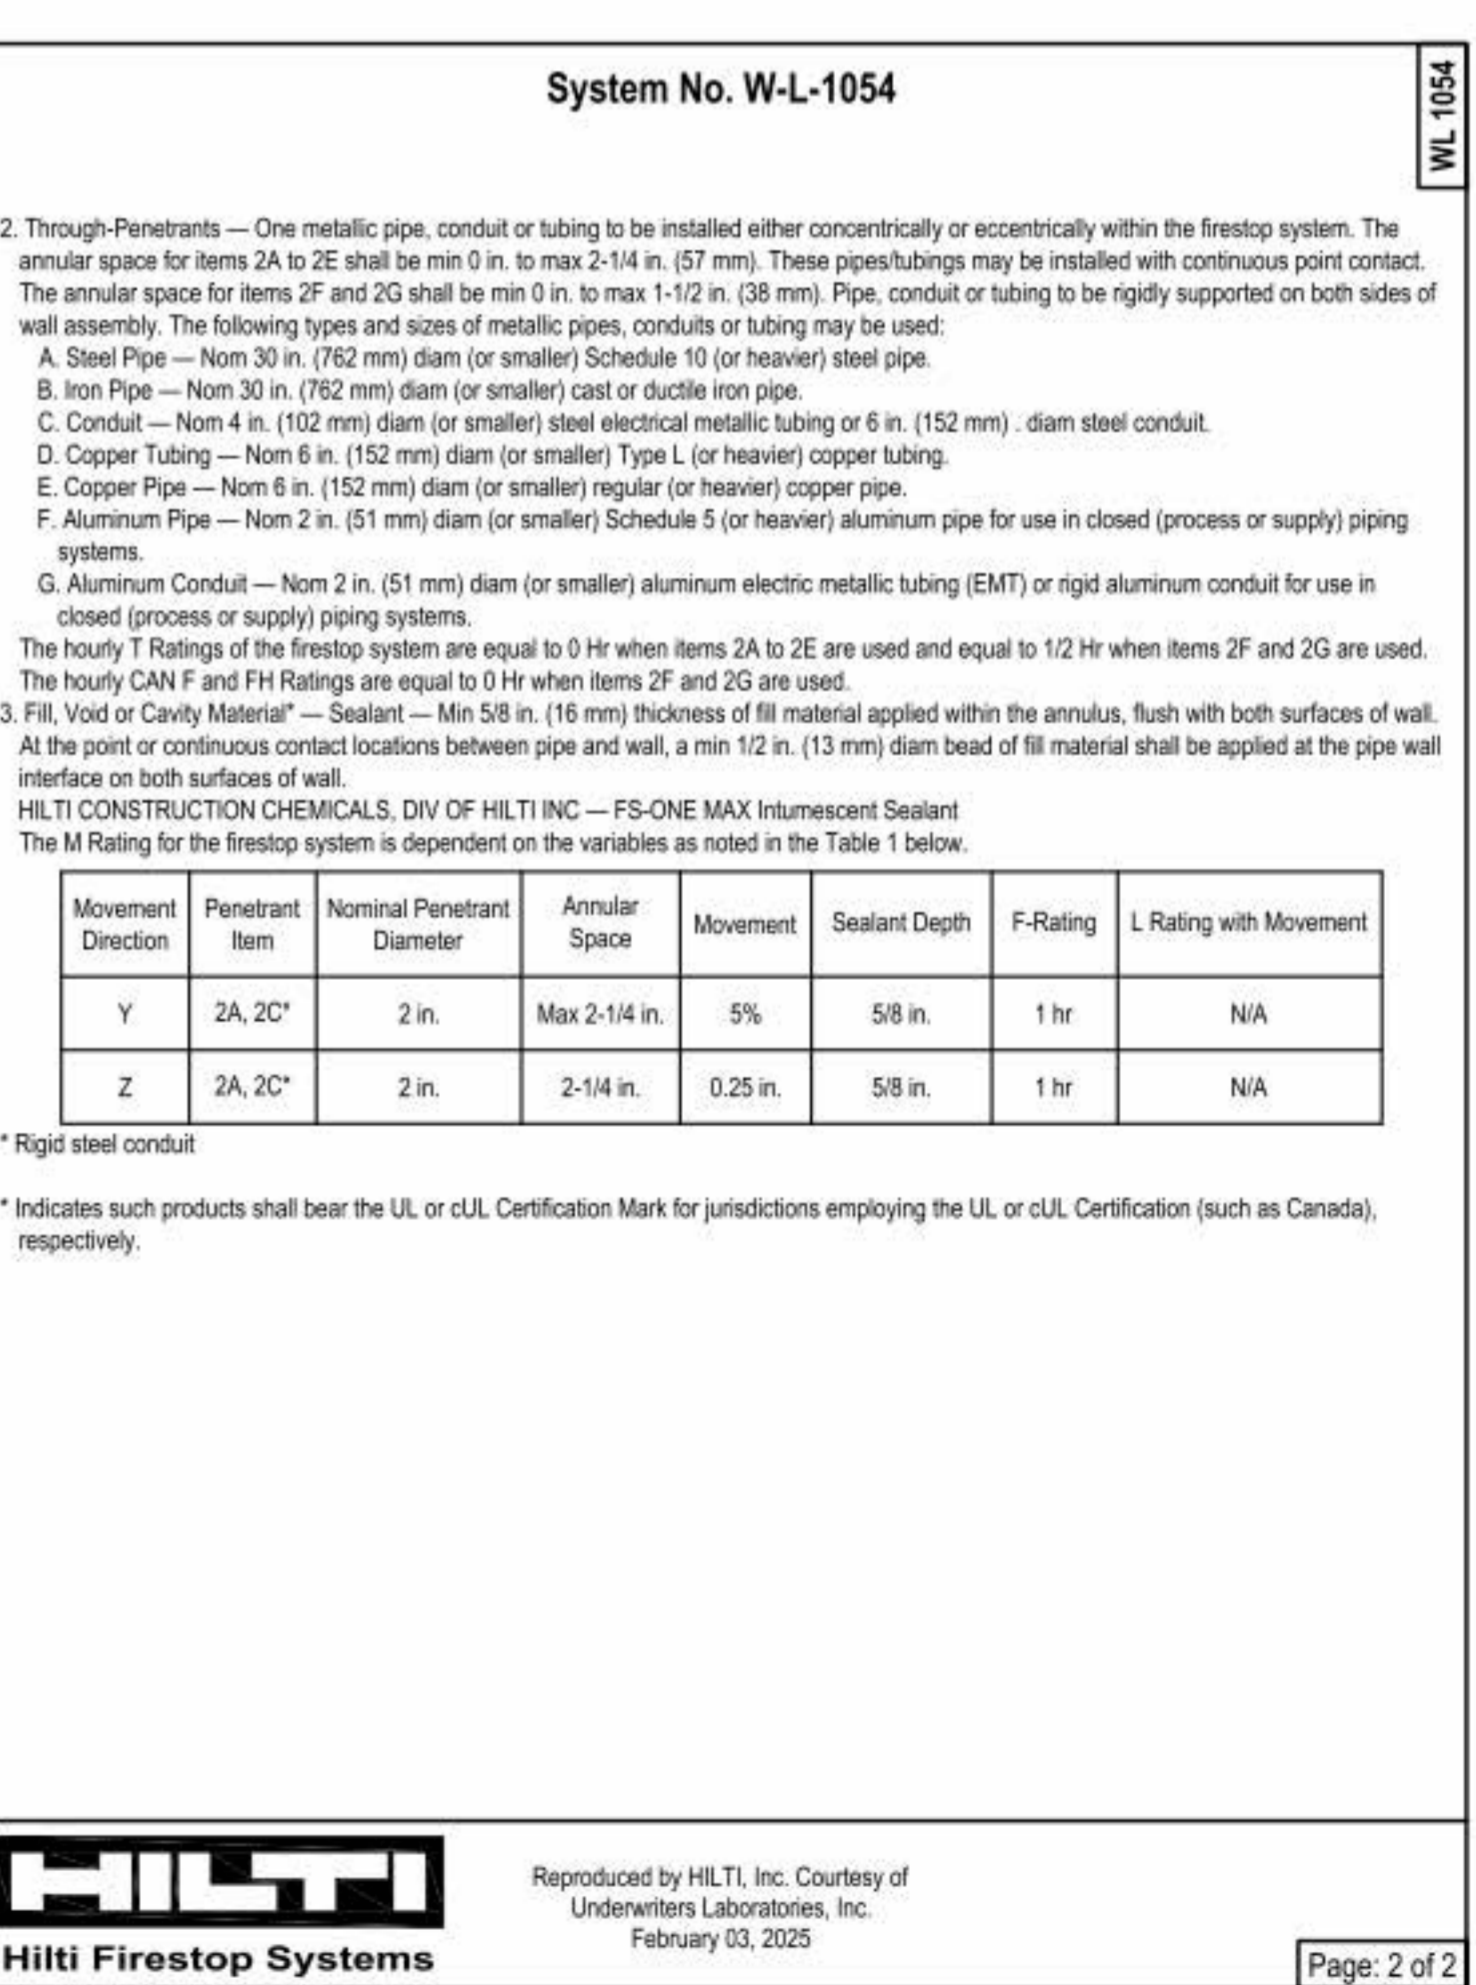 System No. W-L-1054
WL 1054
2. Through-Penetrants — One metallic pipe, conduit or tubing to be installed either concentrically or eccentrically within the firestop system. The
annular space for items 2A to 2E shall be min 0 in. to max 2-1/4 in. (57 mm). These pipes/tubings may be installed with continuous point contact.
The annular space for items 2F and 2G shall be min 0 in. to max 1-1/2 in. (38 mm). Pipe, conduit or tubing to be rigidly supported on both sides of
wall assembly. The following types and sizes of metallic pipes, conduits or tubing may be used:
A. Steel Pipe — Nom 30 in. (762 mm) diam (or smaller) Schedule 10 (or heavier) steel pipe.
B. Iron Pipe — Nom 30 in. (762 mm) diam (or smaller) cast or ductile iron pipe.
C. Conduit — Nom 4 in. (102 mm) diam (or smaller) steel electrical metallic tubing or 6 in. (152 mm) . diam steel conduit.
D. Copper Tubing — Nom 6 in. (152 mm) diam (or smaller) Type L (or heavier) copper tubing.
E. Copper Pipe — Nom 6 in. (152 mm) diam (or smaller) regular (or heavier) copper pipe.
F. Aluminum Pipe — Nom 2 in. (51 mm) diam (or smaller) Schedule 5 (or heavier) aluminum pipe for use in closed (process or supply) piping
systems.
G. Aluminum Conduit — Nom 2 in. (51 mm) diam (or smaller) aluminum electric metallic tubing (EMT) or rigid aluminum conduit for use in
closed (process or supply) piping systems.
The hourly T Ratings of the firestop system are equal to 0 Hr when items 2A to 2E are used and equal to 1/2 Hr when items 2F and 2G are used.
The hourly CAN F and FH Ratings are equal to 0 Hr when items 2F and 2G are used.
3. Fill, Void or Cavity Material* — Sealant — Min 5/8 in. (16 mm) thickness of fill material applied within the annulus, flush with both surfaces of wall.
At the point or continuous contact locations between pipe and wall, a min 1/2 in. (13 mm) diam bead of fill material shall be applied at the pipe wall
interface on both surfaces of wall.
HILTI CONSTRUCTION CHEMICALS, DIV OF HILTI INC — FS-ONE MAX Intumescent Sealant
The M Rating for the firestop system is dependent on the variables as noted in the Table 1 below.
Movement Direction Penetrant Item Nominal Penetrant Diameter Annular Space Movement Sealant Depth F-Rating L Rating with Movement
Y 2A, 2C* 2 in. Max 2-1/4 in. 5% 5/8 in. 1 hr N/A
Z 2A, 2C* 2 in. 2-1/4 in. 0.25 in. 5/8 in. 1 hr N/A
* Rigid steel conduit
* Indicates such products shall bear the UL or cUL Certification Mark for jurisdictions employing the UL or cUL Certification (such as Canada),
respectively.
HILTI
Hilti Firestop Systems
Reproduced by HILTI, Inc. Courtesy of
Underwriters Laboratories, Inc.
February 03, 2025
Page: 2 of 2